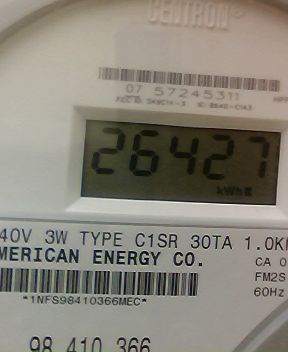 CENTRON®
07 57245311
26427
kWh
40V 3W TYPE C1SR 30TA 1.0K
MERICAN ENERGY CO.
CA 0
FM2S
*1NFS98410366MEC*
60Hz
98 410 366